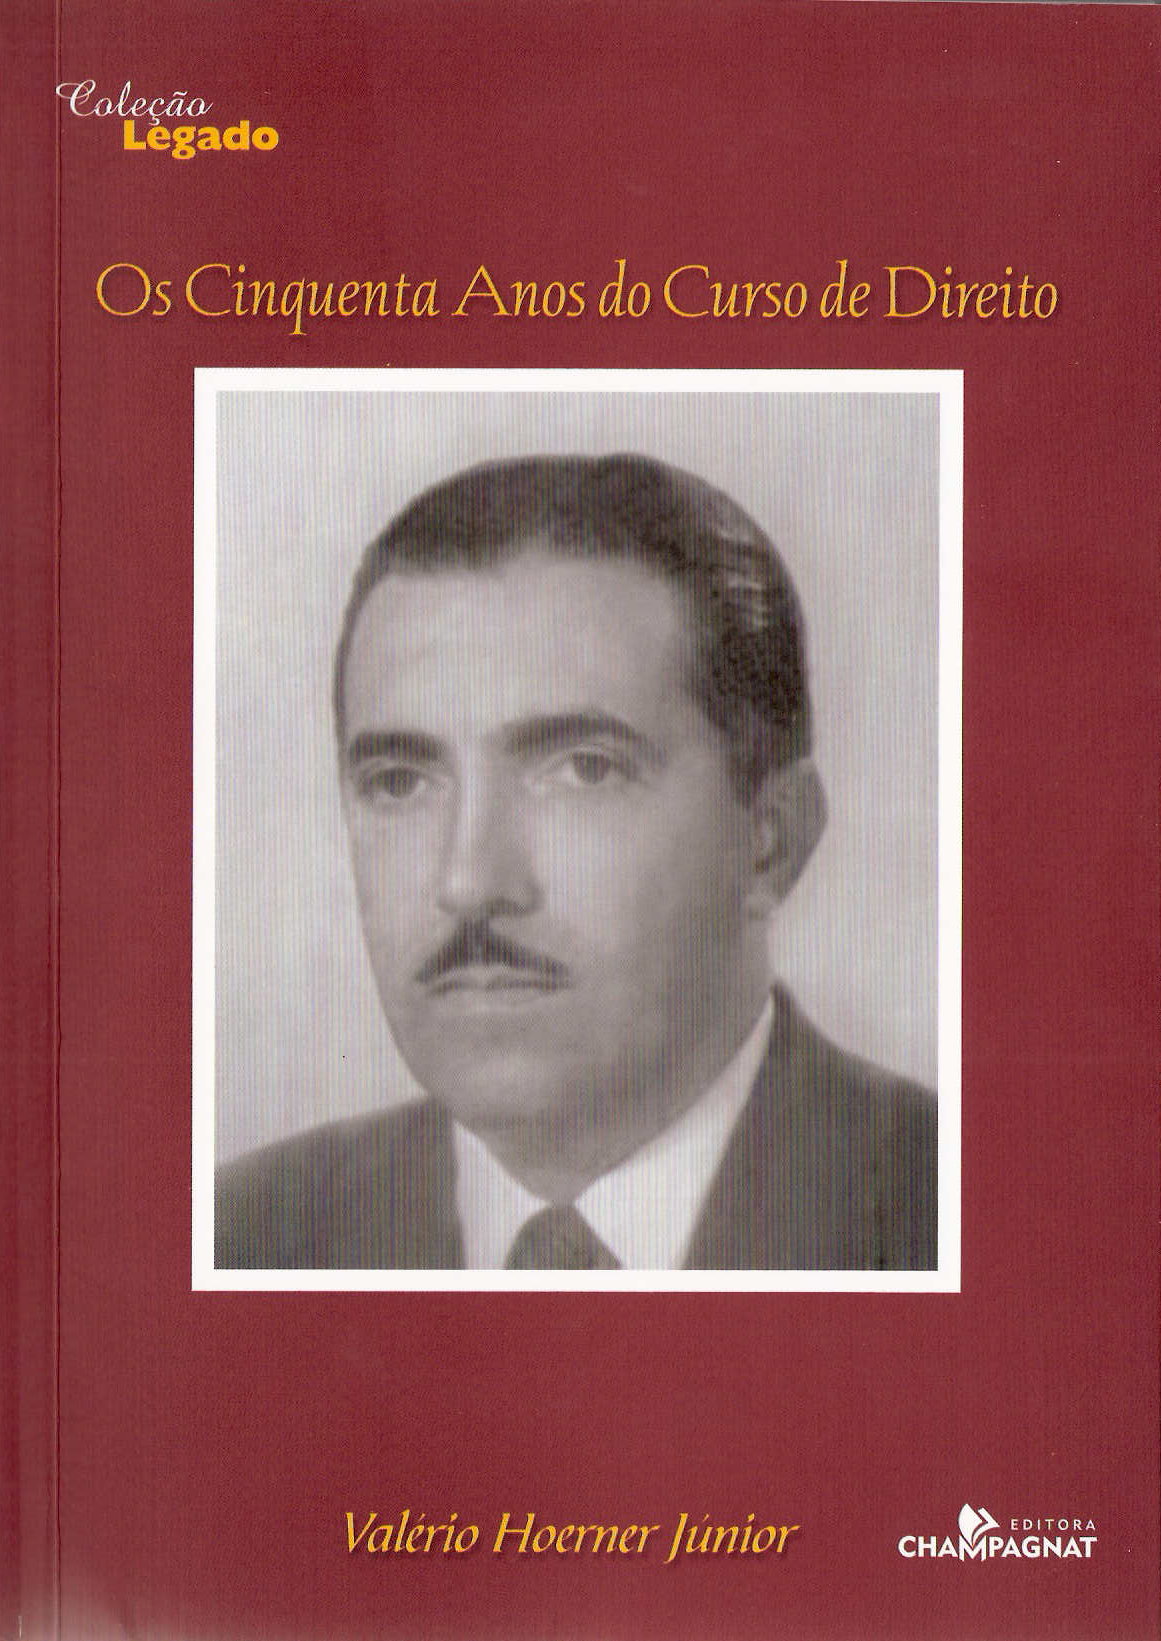 Coleção
Legado
Os Cinquenta Anos do Curso de Direito
Valério Hoerner Júnior
EDITORA
CHAMPAGNAT